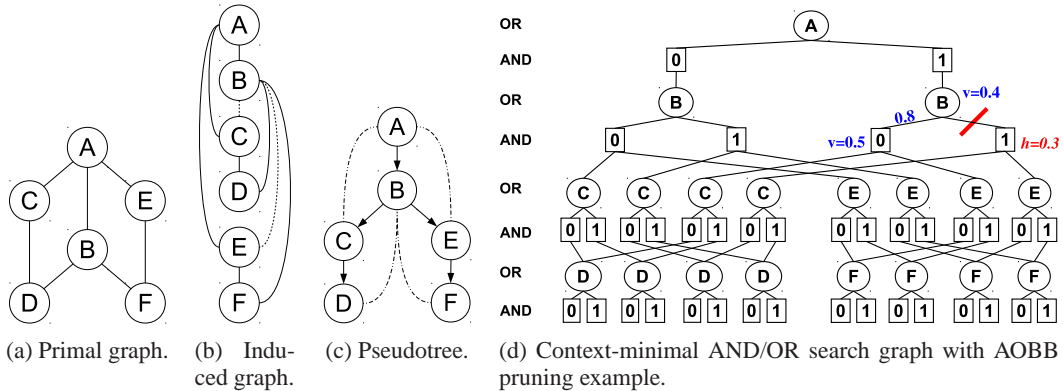 A
C
E
B
D
F
(a) Primal graph.
A
B
C
D
E
F
(b) Indu-
ced graph.
A
B
C
E
D
F
(c) Pseudotree.
OR
A
AND
0
1
OR
B
B
v=0.4
0.8
AND
0
1
v=0.5
0
1
h=0.3
OR
C
C
C
C
E
E
E
E
AND
0 1
0 1
0 1
0 1
0 1
0 1
0 1
0 1
OR
D
D
D
D
F
F
F
F
AND
0 1
0 1
0 1
0 1
0 1
0 1
0 1
0 1
(d) Context-minimal AND/OR search graph with AOBB
pruning example.